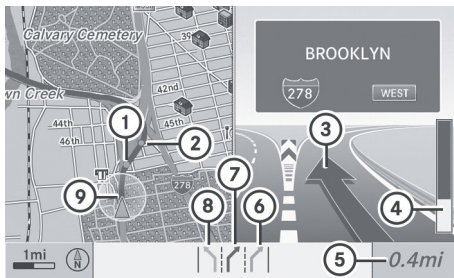 Calvary Cemetery
39
wn Creek
42nd
45th
44th
46th
278
1
2
9
1mi
N
BROOKLYN
278
WEST
3
4
5
6
7
8
0.4mi